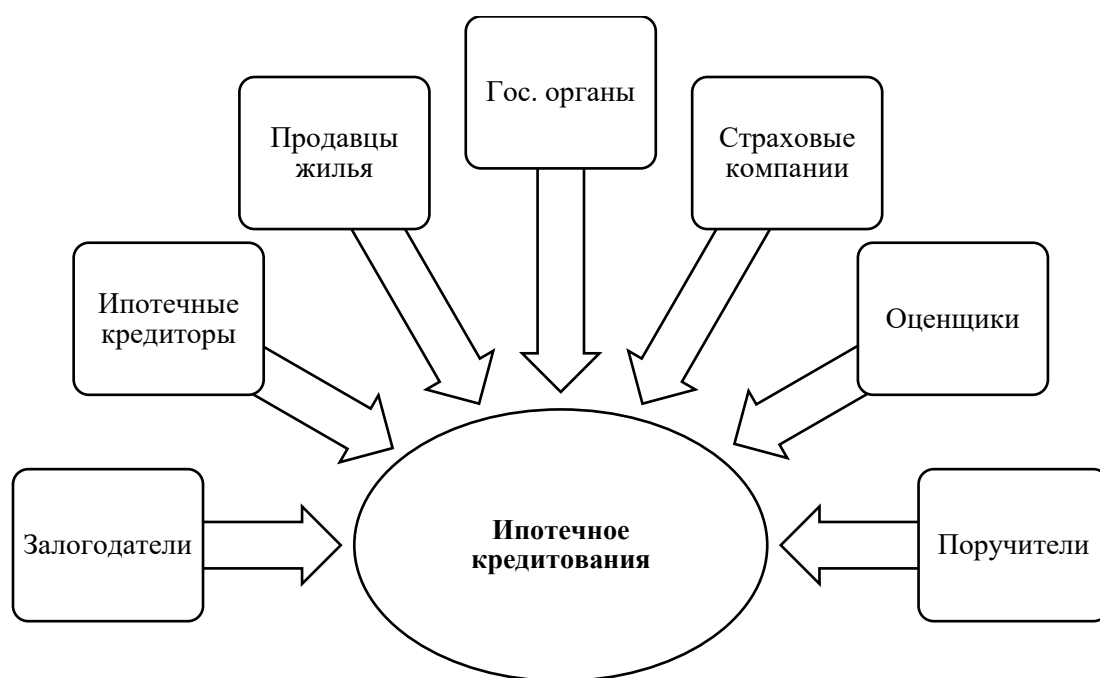 Гос. органы
Продавцы
жилья
Страховые
компании
Ипотечные
кредиторы
Оценщики
Залогодатели
Ипотечное
кредитования
Поручители